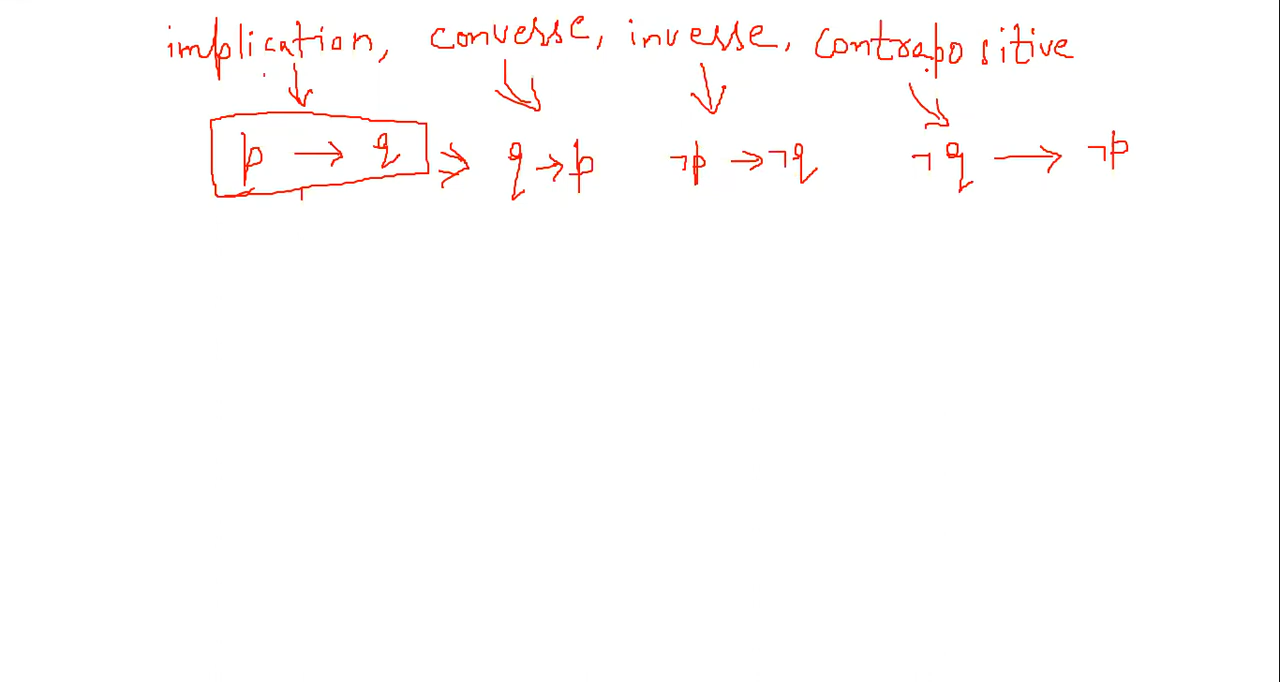 implication, converse, inverse, contrapositive
p → q q → p ¬p → ¬q ¬q → ¬p